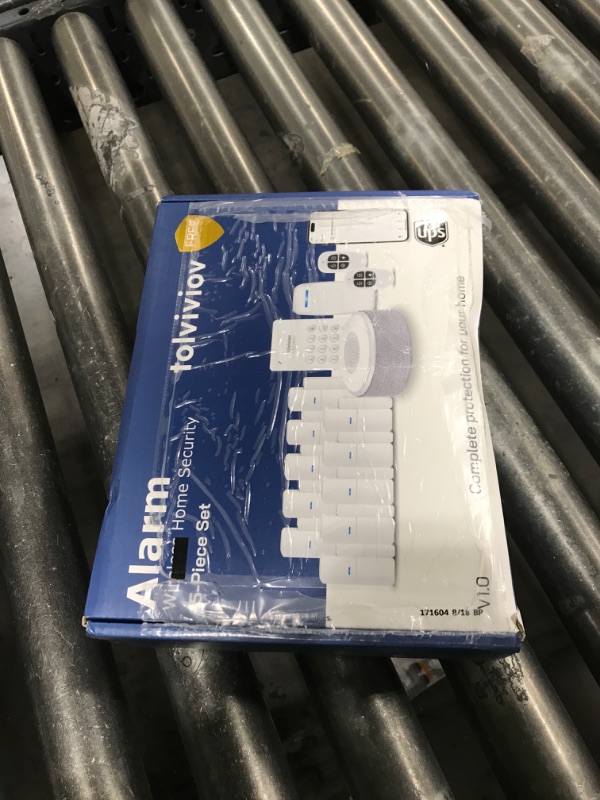 tolviviov
FREE
Alarm
Home Security
5-Piece Set
ups
Complete protection for your home
V1.0
171604 8/18 BP